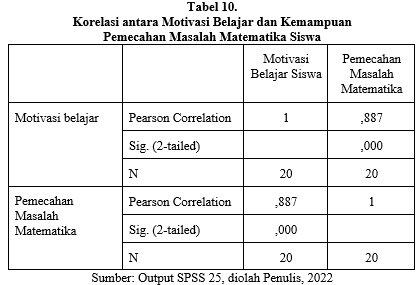 Tabel 10.
Korelasi antara Motivasi Belajar dan Kemampuan
Pemecahan Masalah Matematika Siswa
Motivasi Belajar Siswa Pemecahan Masalah Matematika
Motivasi belajar Pearson Correlation 1 ,887
Sig. (2-tailed) ,000
N 20 20
Pemecahan Masalah Matematika Pearson Correlation ,887 1
Sig. (2-tailed) ,000
N 20 20
Sumber: Output SPSS 25, diolah Penulis, 2022